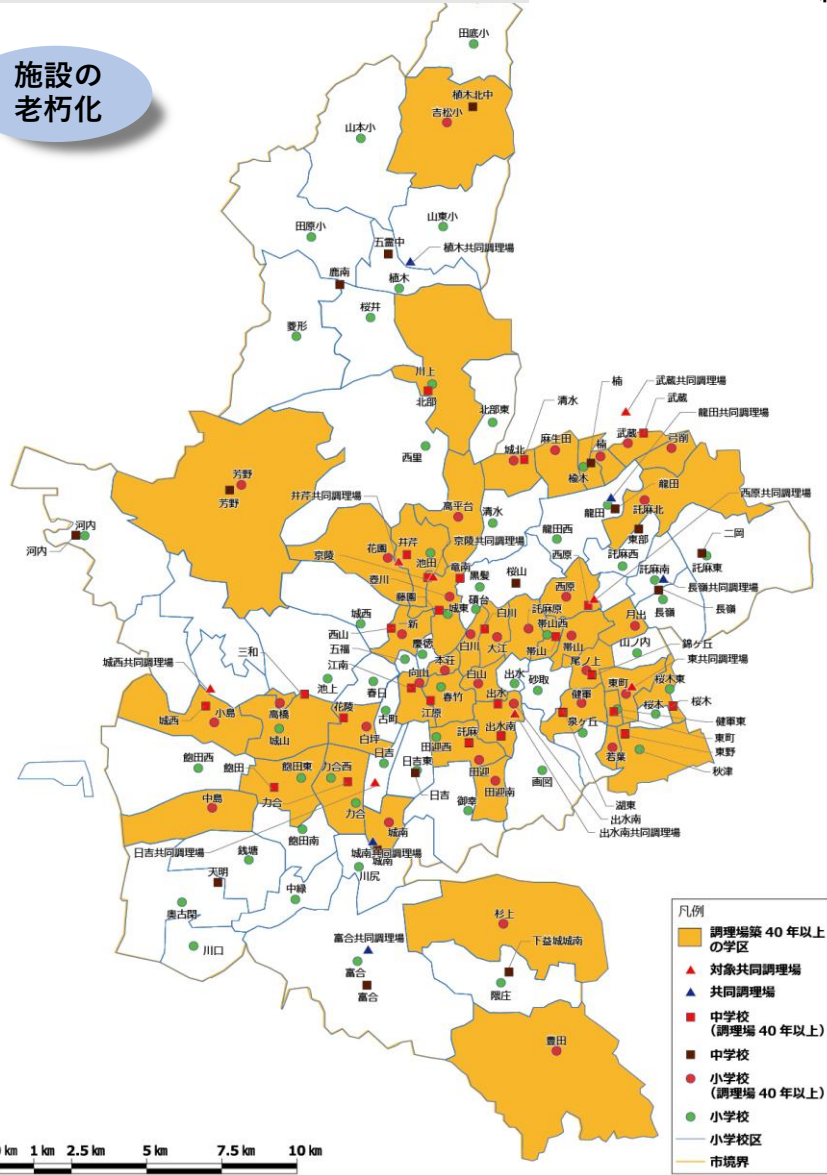 施設の
老朽化
田底小
植木北中
吉松小
山本小
山東小
田原小
五霊中
植木共同調理場
鹿南
植木
桜井
菱形
川上
北部
北部東
西里
清水
楠
武蔵共同調理場
武蔵
龍田共同調理場
城北
麻生田
楠
武蔵
弓削
楡木
芳野
芳野
井芹共同調理場
高平台
清水
龍田
龍田
託麻北
西原共同調理場
河内
河内
京陵
花園
井芹
池田
京陵共同調理場
龍田西
東部
託麻西
二岡
託麻東
壺川
竜南
黒髪
桜山
西原
西原
託麻南
長嶺共同調理場
長嶺
長嶺
藤園
城東
碩台
城西
西山
新
白川
託麻原
帯山西
月出
五福
慶徳
白川
大江
帯山
帯山
山ノ内
錦ケ丘
東共同調理場
江南
本荘
尾ノ上
城西共同調理場
三和
池上
春日
向山
白山
出水
砂取
東町
桜木東
城西
小島
高橋
花陵
古町
江原
春竹
出水
健軍
桜木
桜木
城山
白坪
出水南
泉ヶ丘
健軍東
東町
東野
若葉
秋津
飽田西
飽田
飽田東
力合西
日吉
田迎西
託麻
日吉東
田迎
画図
中島
力合
力合
日吉
田迎南
御幸
湖東
出水南
出水南共同調理場
日吉共同調理場
飽田南
城南
城南共同調理場
城南
銭塘
川尻
天明
中緑
奥古閑
川口
杉上
富合共同調理場
富合
富合
下益城城南
隈庄
豊田
凡例
調理場築 40 年以上
の学区
対象共同調理場
共同調理場
中学校
(調理場 40 年以上)
中学校
小学校
(調理場 40 年以上)
小学校
小学校区
市境界
1 km 2.5 km 5 km 7.5 km 10 km